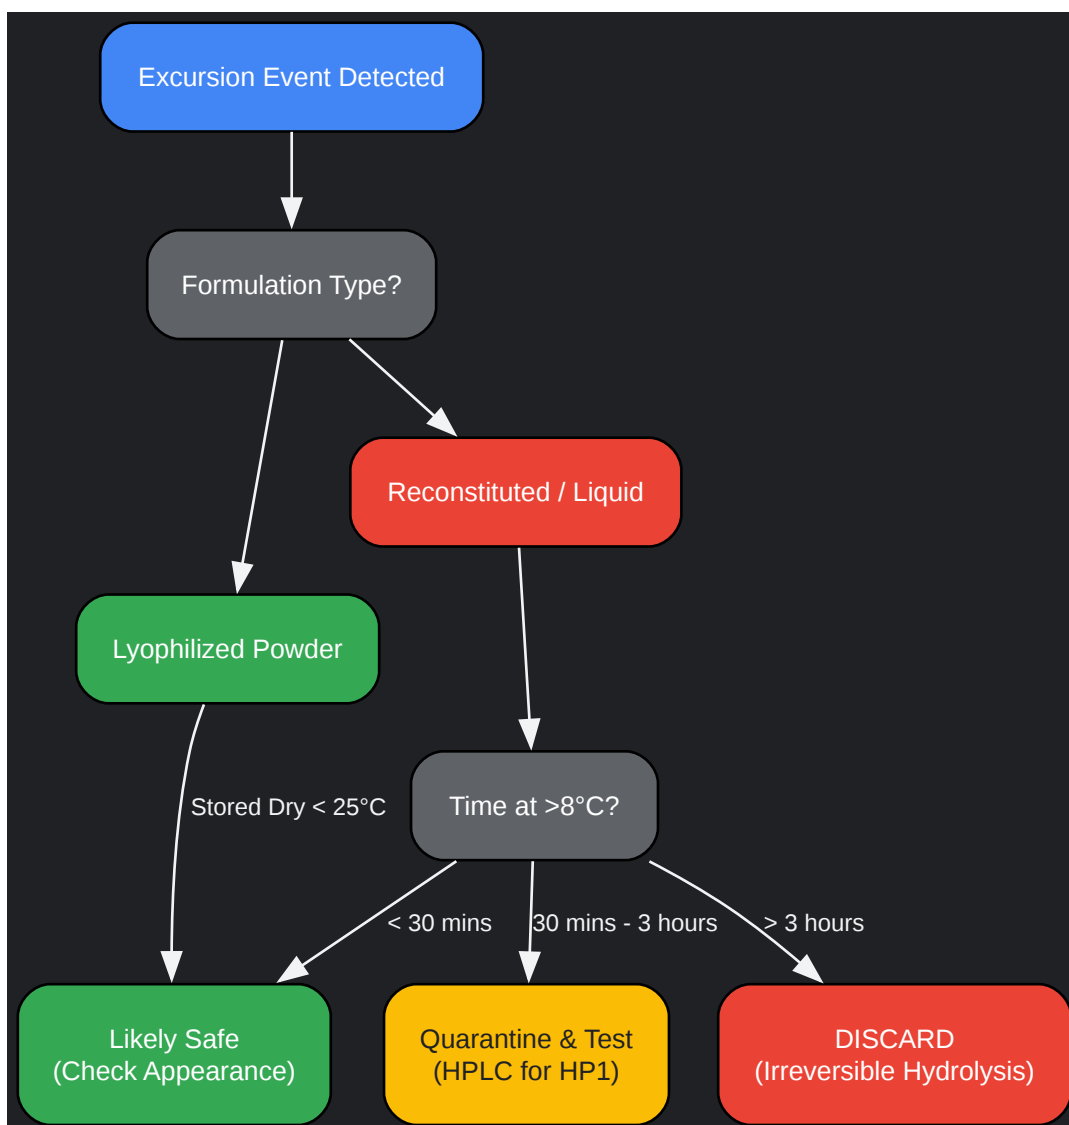 Excursion Event Detected
Formulation Type?
Reconstituted / Liquid
Lyophilized Powder
Stored Dry < 25°C
Time at >8°C?
< 30 mins
30 mins - 3 hours
> 3 hours
Likely Safe
(Check Appearance)
Quarantine & Test
(HPLC for HP1)
DISCARD
(Irreversible Hydrolysis)